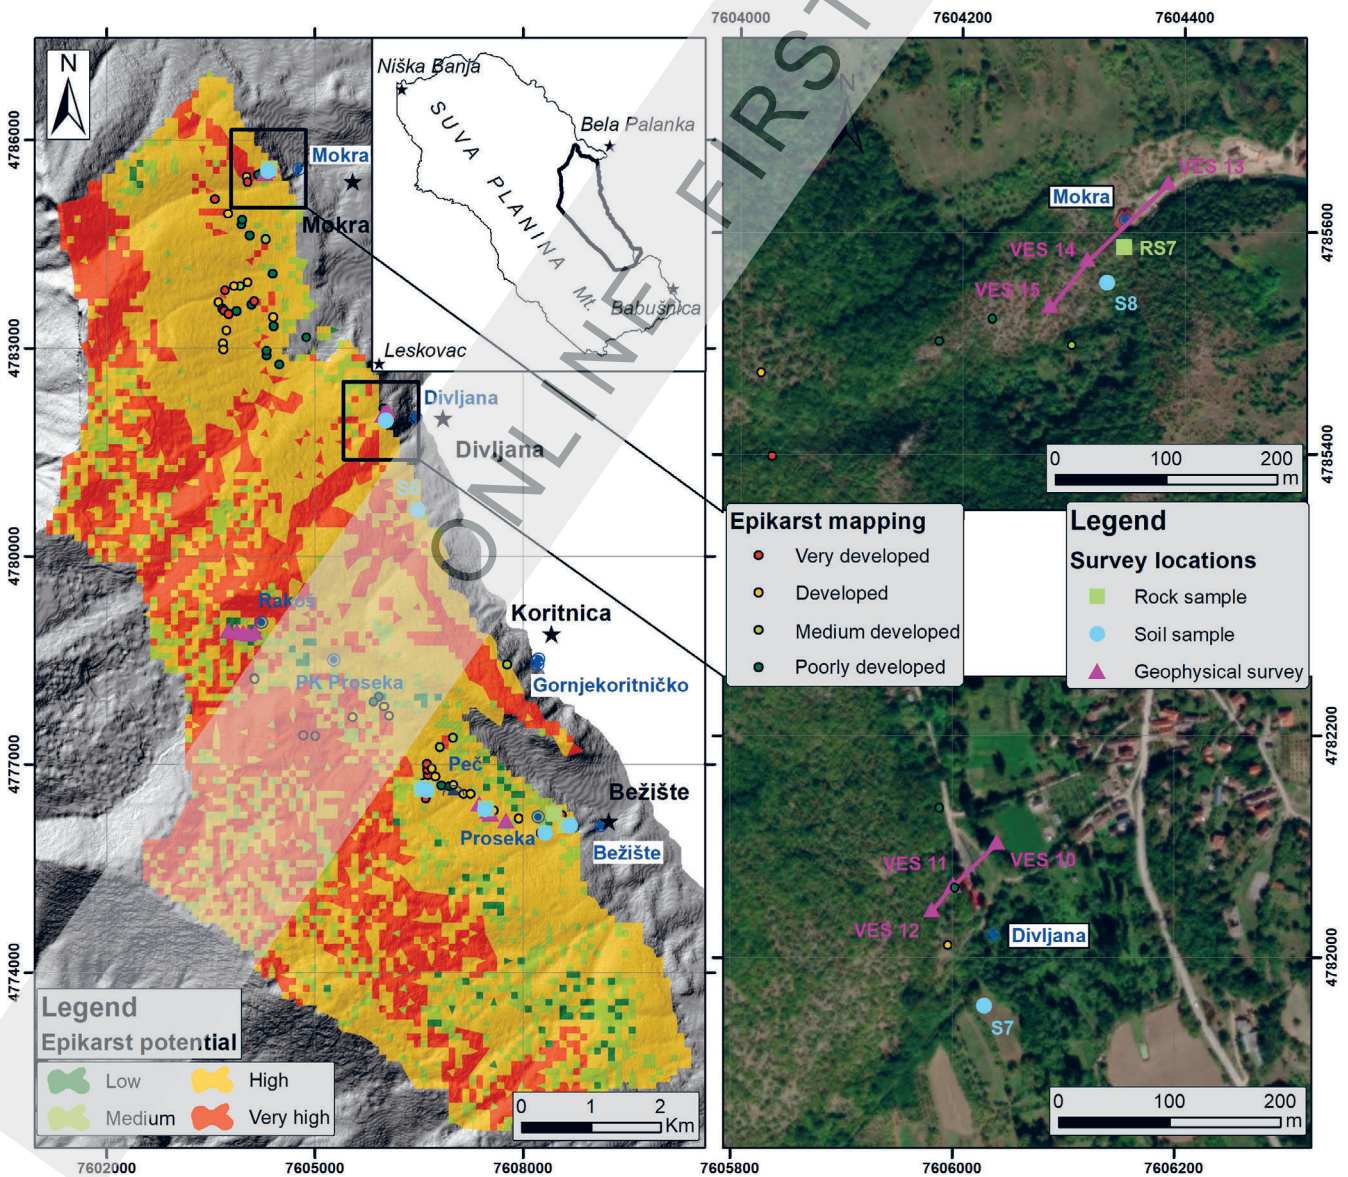 7604000
7604200
7604400
N
Niška Banja
SUVA PLANINA
Mt.
Bela Palanka
Babušnica
Leskovac
4786000
4783000
4780000
4777000
4774000
Mokra
Mokra
Divljana
Divljana
S6
Rakoš
PK Proseka
Koritnica
Gornjekoritničko
Peč
Bežište
Proseka
Bežište
Legend
Epikarst potential
Low
High
Medium
Very high
0 1 2
Km
7602000
7605000
7608000
N
VES 13
Mokra
VES 14
RS7
VES 15
S8
0 100 200
m
4785600
4785400
Epikarst mapping
Very developed
Developed
Medium developed
Poorly developed
Legend
Survey locations
Rock sample
Soil sample
Geophysical survey
VES 11
VES 10
VES 12
Divljana
S7
0 100 200
m
4782200
4782000
7605800
7606000
7606200
ONLINE FIRST